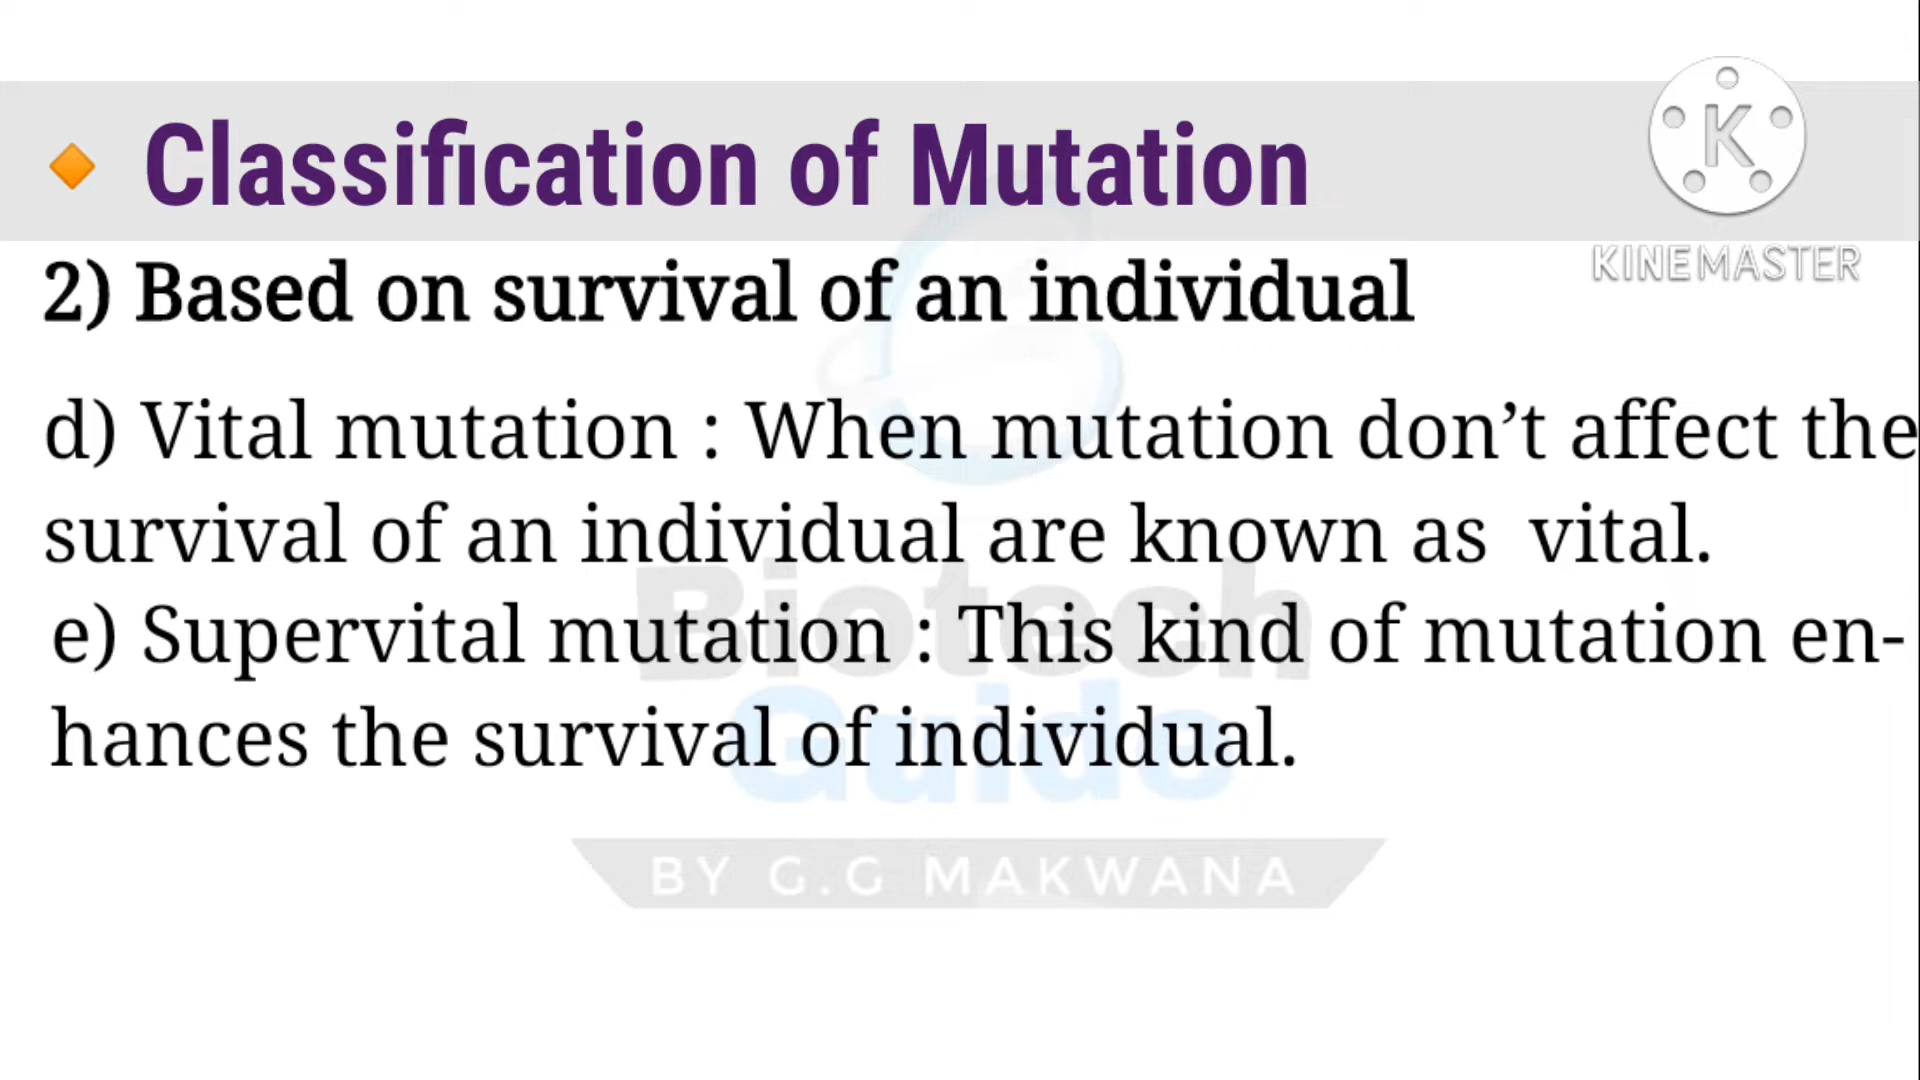 Classification of Mutation
K
KINEMASTER
2) Based on survival of an individual
d) Vital mutation : When mutation don’t affect the
survival of an individual are known as  vital.
e) Supervital mutation : This kind of mutation en-
hances the survival of individual.
Biotech
Guide
BY G.G MAKWANA